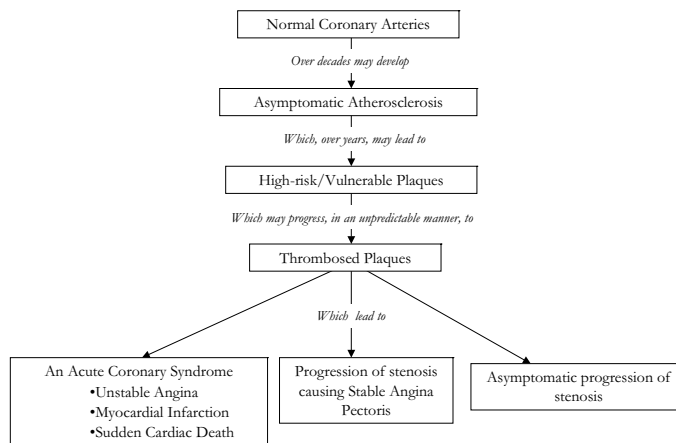 Normal Coronary Arteries
Over decades may develop
Asymptomatic Atherosclerosis
Which, over years, may lead to
High-risk/Vulnerable Plaques
Which may progress, in an unpredictable manner, to
Thrombosed Plaques
Which lead to
An Acute Coronary Syndrome
•Unstable Angina
•Myocardial Infarction
•Sudden Cardiac Death
Progression of stenosis
causing Stable Angina
Pectoris
Asymptomatic progression of
stenosis